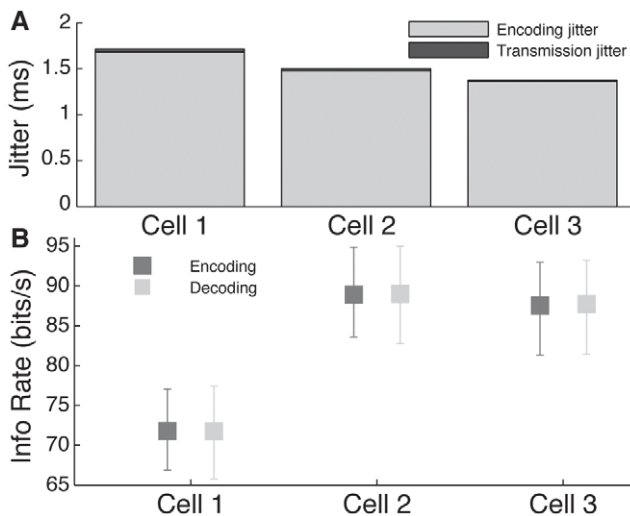 A
2
Encoding jitter
Transmission jitter
1.5
1
0.5
0
Jitter (ms)
Cell 1 Cell 2 Cell 3
B
95
Encoding
90
Decoding
85
80
75
70
65
Info Rate (bits/s)
Cell 1 Cell 2 Cell 3